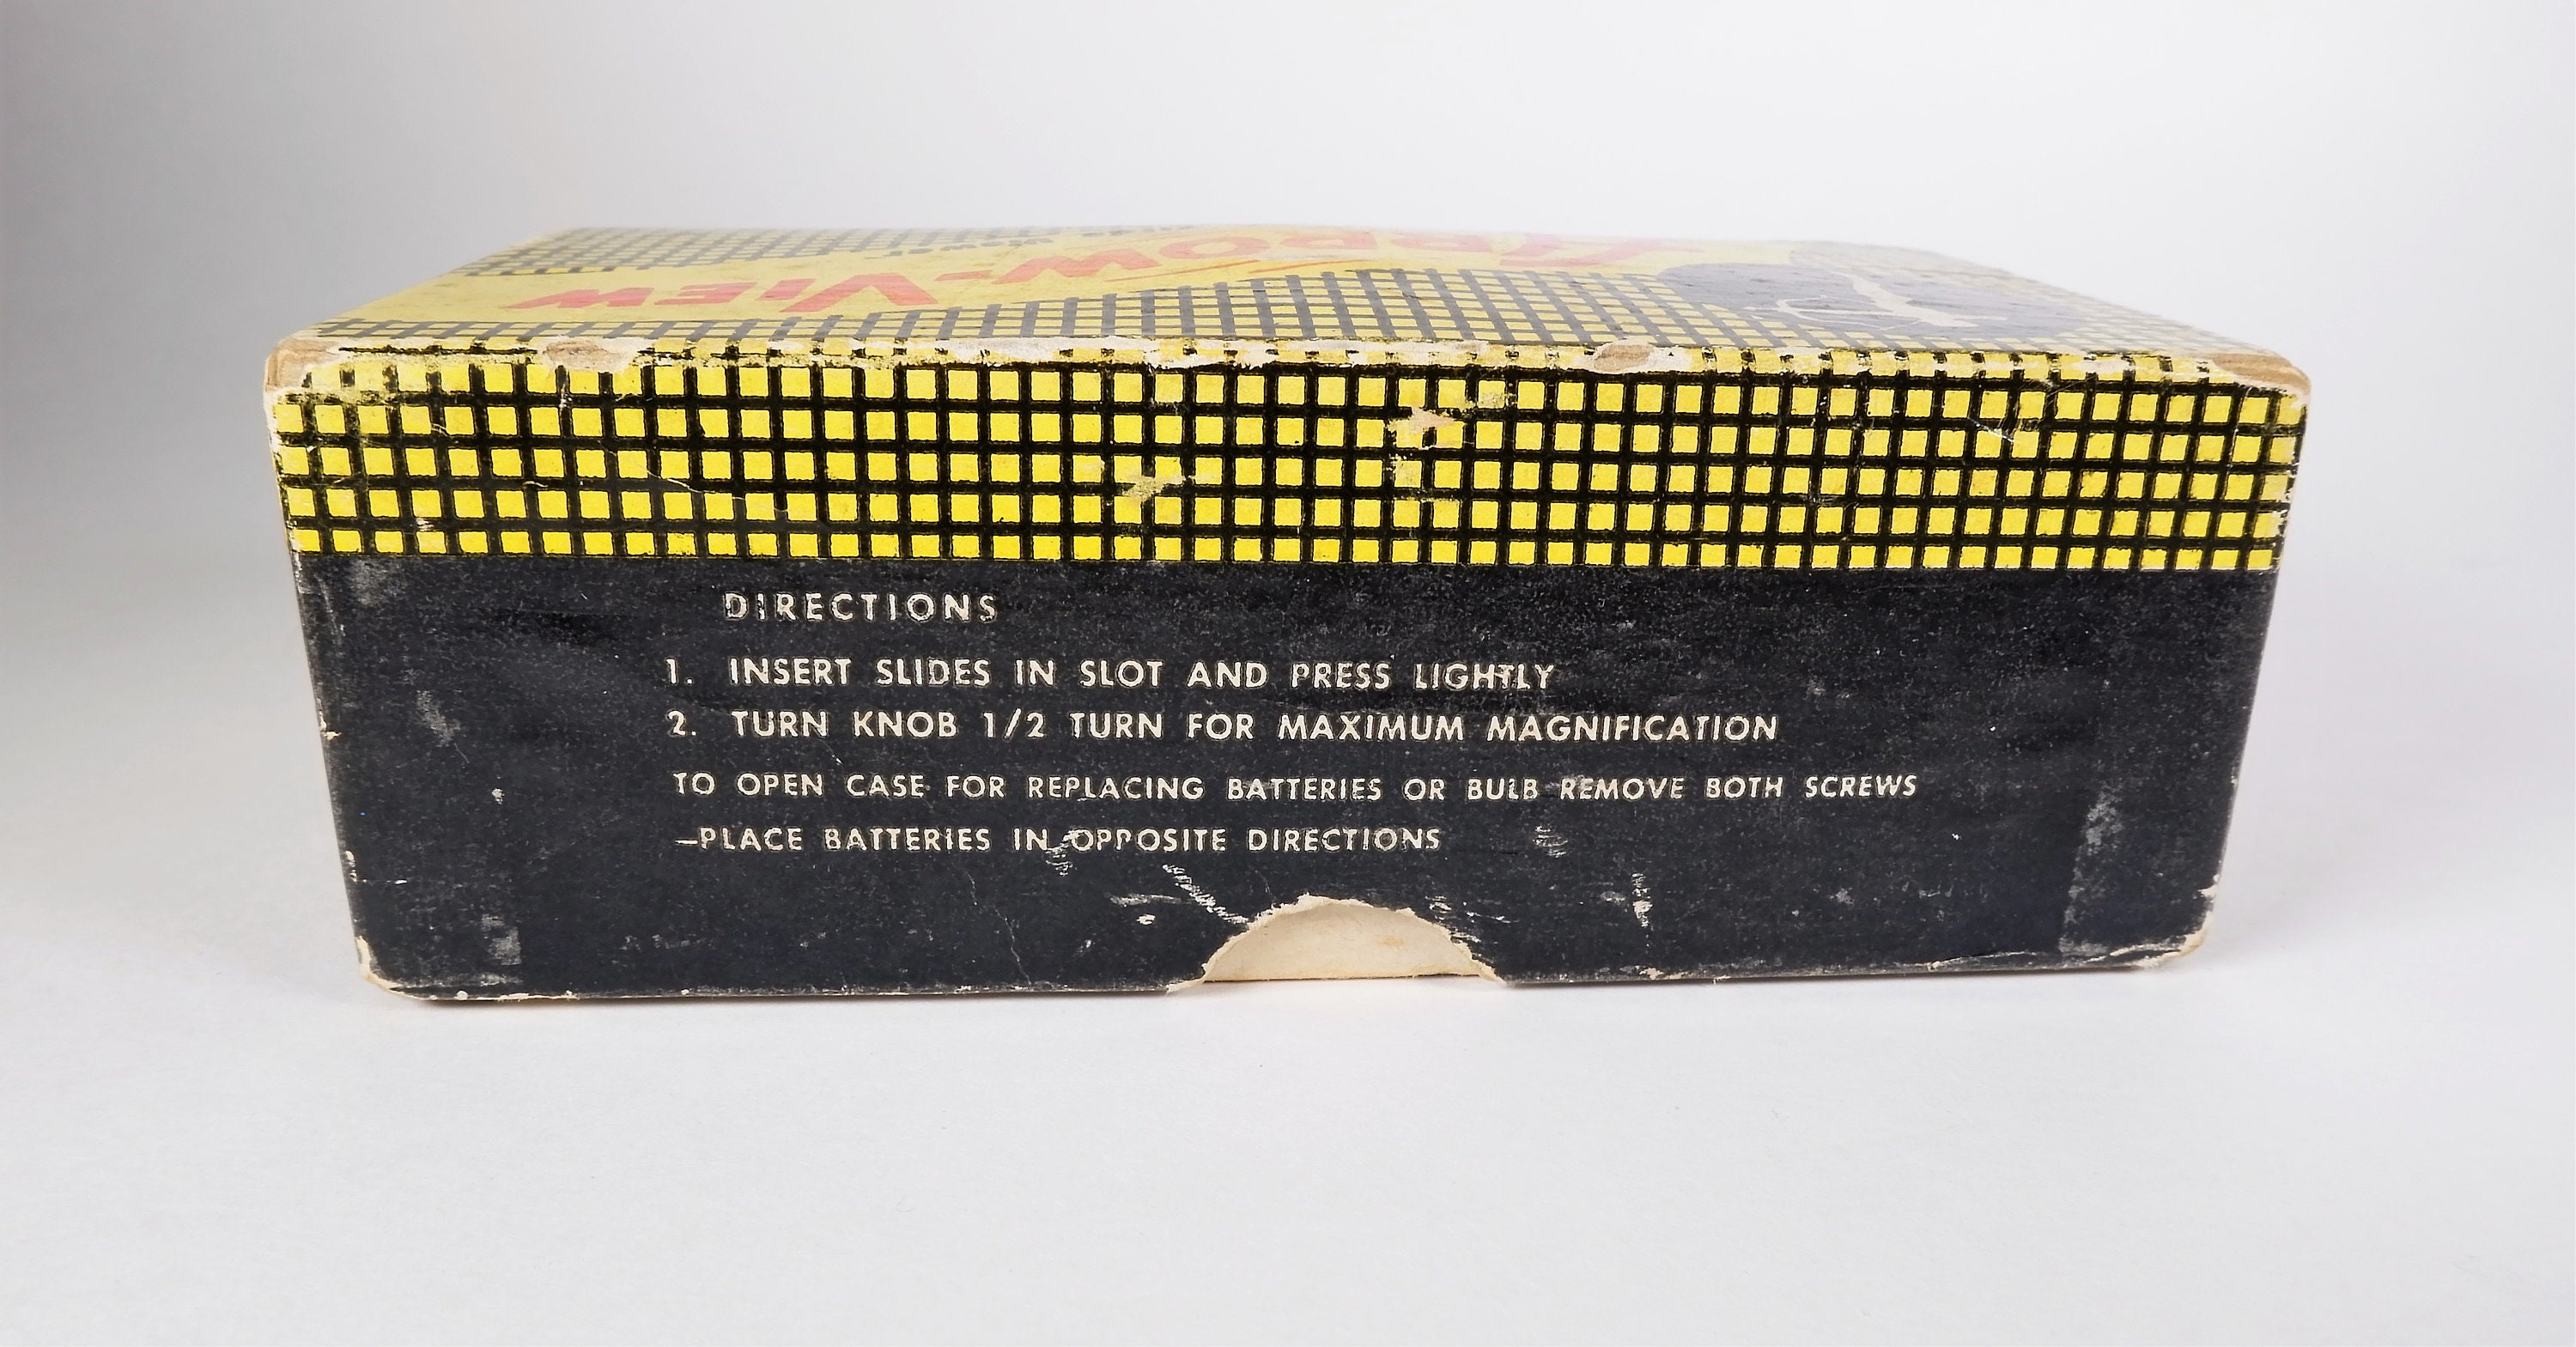 VIEW
DIRECTIONS
1. INSERT SLIDES IN SLOT AND PRESS LIGHTLY
2. TURN KNOB 1/2 TURN FOR MAXIMUM MAGNIFICATION
TO OPEN CASE FOR REPLACING BATTERIES OR BULB REMOVE BOTH SCREWS
—PLACE BATTERIES IN OPPOSITE DIRECTIONS